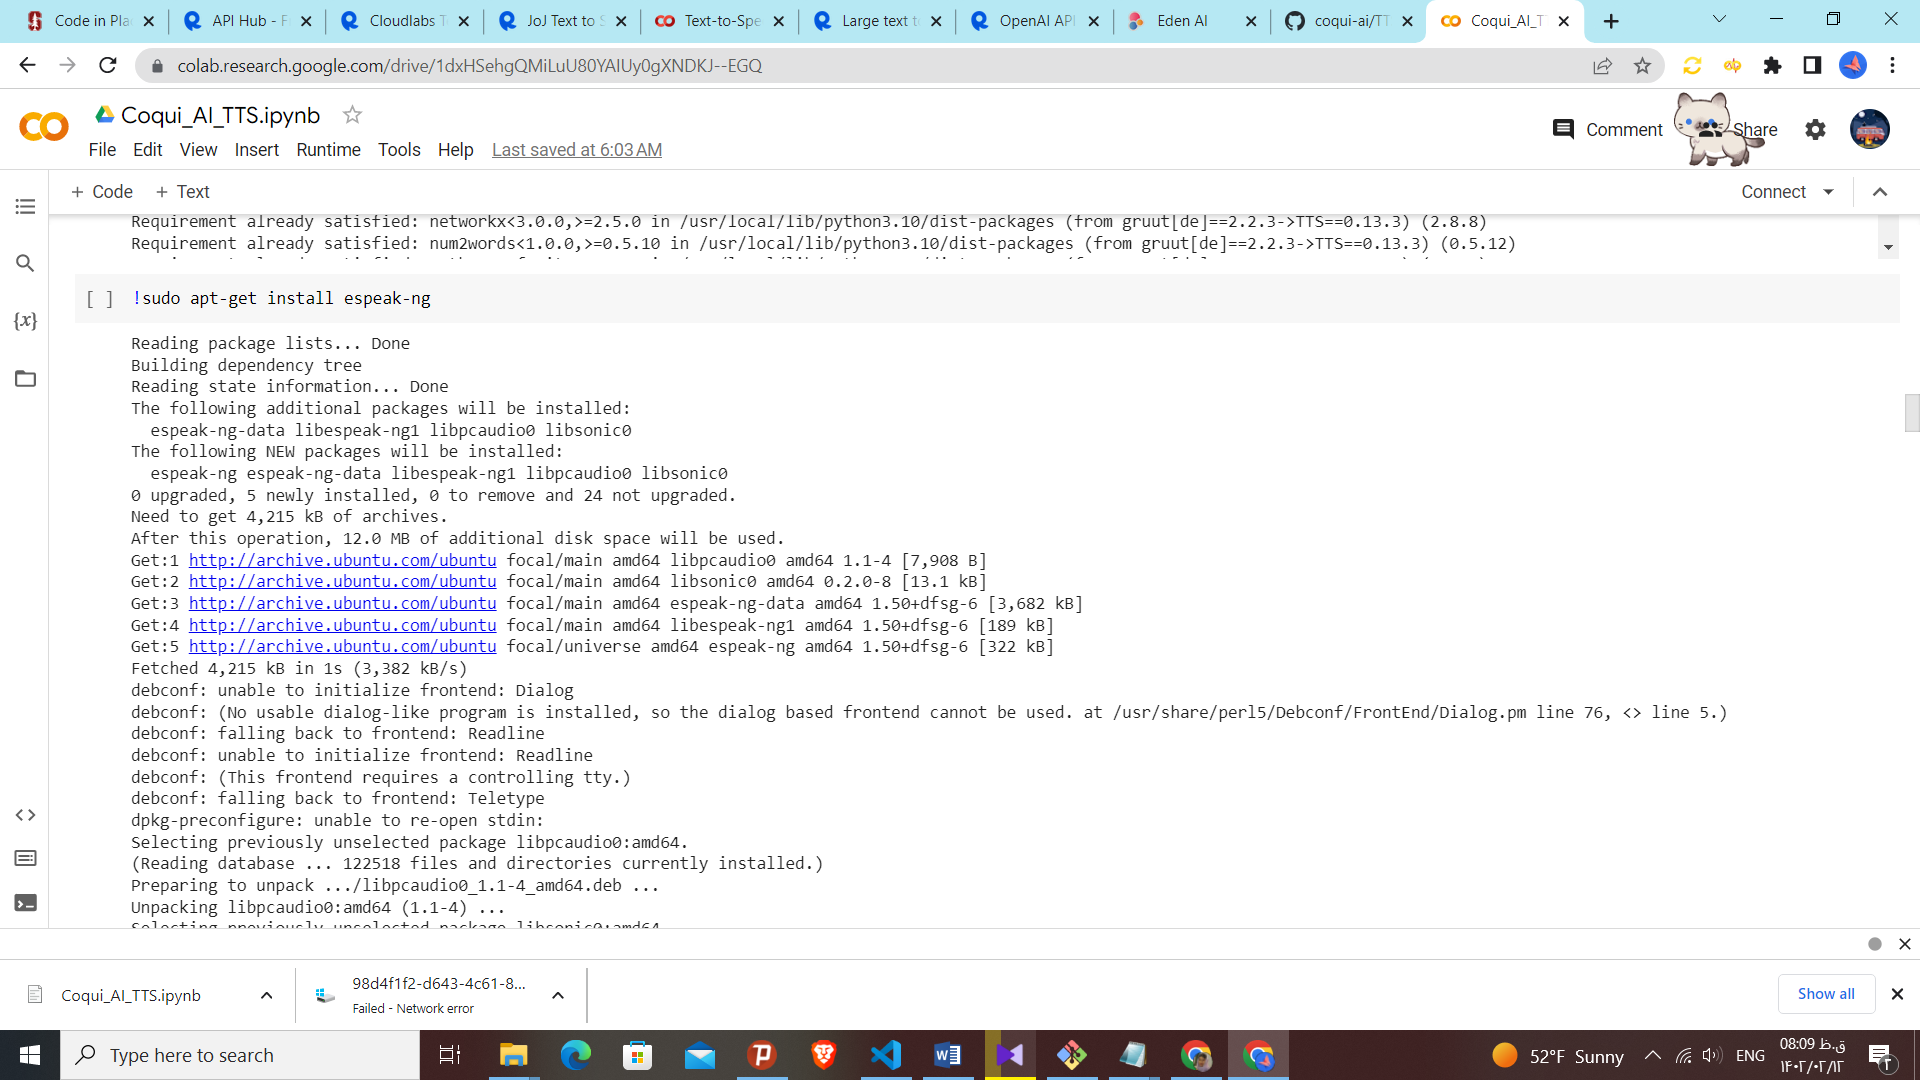 Code in Pla
API Hub - F
Cloudlabs T
JoJ Text to S
Text-to-Spe
Large text to
OpenAI API
Eden AI
coqui-ai/TT
Coqui_AI_T
colab.research.google.com/drive/1dxHSehgQMiLuU80YAIUy0gXNDKJ--EGQ
Coqui_AI_TTS.ipynb
Comment
Share
File Edit View Insert Runtime Tools Help Last saved at 6:03 AM
+ Code + Text
Connect
Requirement already satisfied: networkx<3.0.0,>=2.5.0 in /usr/local/lib/python3.10/dist-packages (from gruut[de]==2.2.3->TTS==0.13.3) (2.8.8)
Requirement already satisfied: num2words<1.0.0,>=0.5.10 in /usr/local/lib/python3.10/dist-packages (from gruut[de]==2.2.3->TTS==0.13.3) (0.5.12)
[ ] !sudo apt-get install espeak-ng
Reading package lists... Done
Building dependency tree
Reading state information... Done
The following additional packages will be installed:
espeak-ng-data libespeak-ng1 libpcaudio0 libsonic0
The following NEW packages will be installed:
espeak-ng espeak-ng-data libespeak-ng1 libpcaudio0 libsonic0
0 upgraded, 5 newly installed, 0 to remove and 24 not upgraded.
Need to get 4,215 kB of archives.
After this operation, 12.0 MB of additional disk space will be used.
Get:1 http://archive.ubuntu.com/ubuntu focal/main amd64 libpcaudio0 amd64 1.1-4 [7,908 B]
Get:2 http://archive.ubuntu.com/ubuntu focal/main amd64 libsonic0 amd64 0.2.0-8 [13.1 kB]
Get:3 http://archive.ubuntu.com/ubuntu focal/main amd64 espeak-ng-data amd64 1.50+dfsg-6 [3,682 kB]
Get:4 http://archive.ubuntu.com/ubuntu focal/main amd64 libespeak-ng1 amd64 1.50+dfsg-6 [189 kB]
Get:5 http://archive.ubuntu.com/ubuntu focal/universe amd64 espeak-ng amd64 1.50+dfsg-6 [322 kB]
Fetched 4,215 kB in 1s (3,382 kB/s)
debconf: unable to initialize frontend: Dialog
debconf: (No usable dialog-like program is installed, so the dialog based frontend cannot be used. at /usr/share/perl5/Debconf/FrontEnd/Dialog.pm line 76, <> line 5.)
debconf: falling back to frontend: Readline
debconf: unable to initialize frontend: Readline
debconf: (This frontend requires a controlling tty.)
debconf: falling back to frontend: Teletype
dpkg-preconfigure: unable to re-open stdin:
Selecting previously unselected package libpcaudio0:amd64.
(Reading database ... 122518 files and directories currently installed.)
Preparing to unpack .../libpcaudio0_1.1-4_amd64.deb ...
Unpacking libpcaudio0:amd64 (1.1-4) ...
Selecting previously unselected package libsonic0:amd64.
Coqui_AI_TTS.ipynb
98d4f1f2-d643-4c61-8...
Failed - Network error
Show all
Type here to search
52°F Sunny
ENG
08:09 ق.ظ
۱۴۰۲/۰۲/۱۲
۲